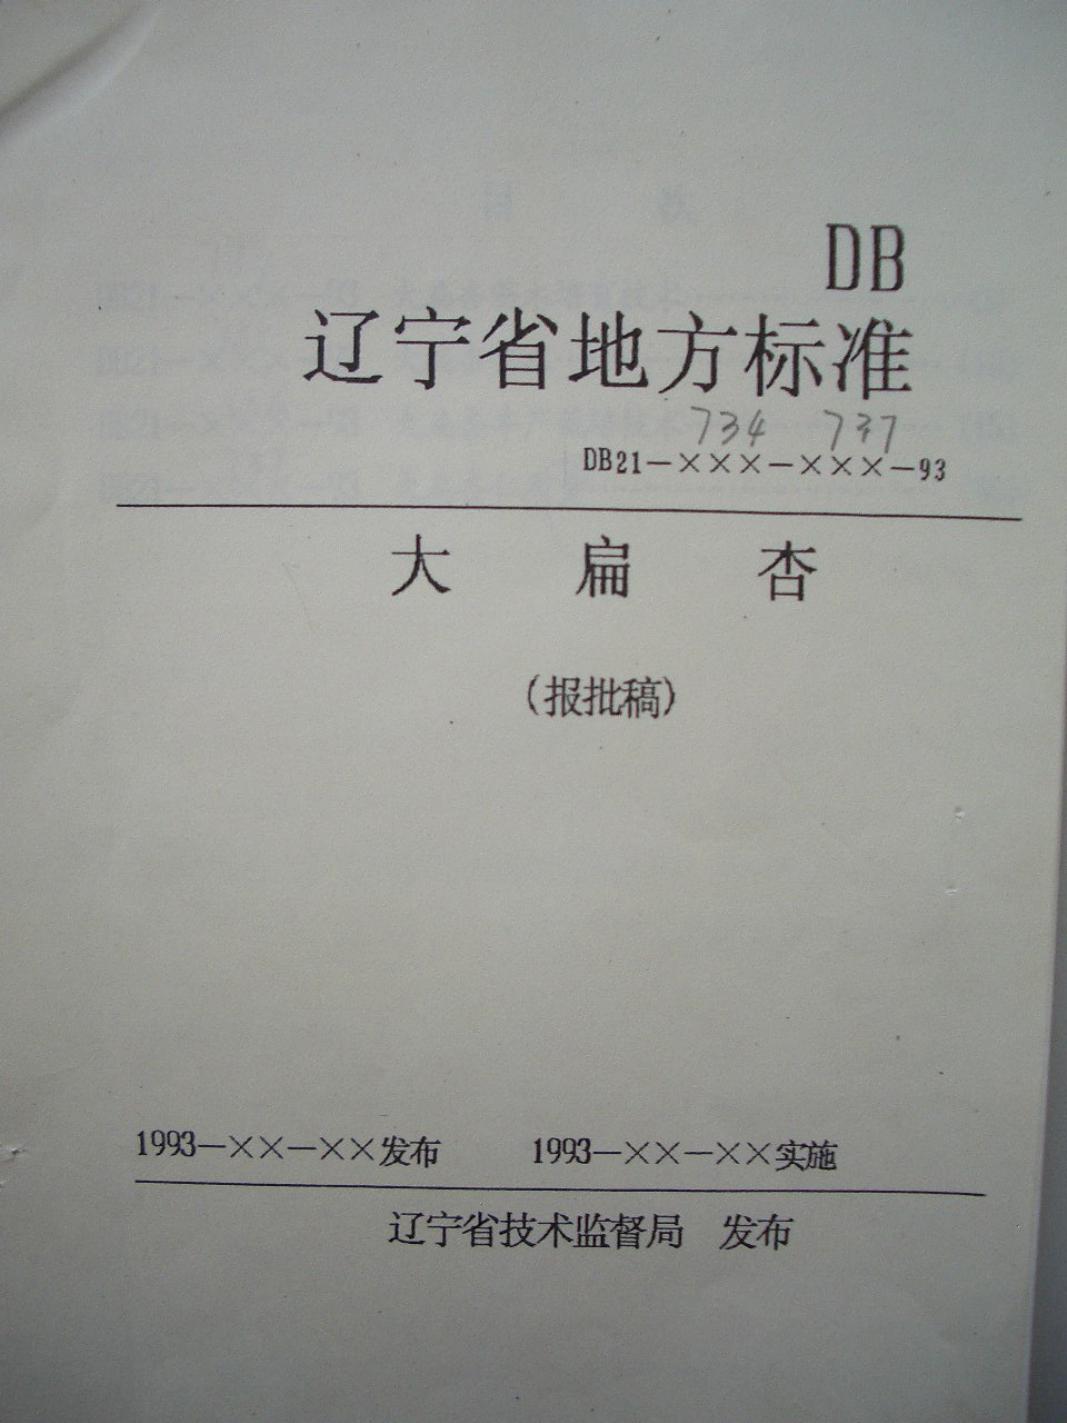 DB
辽宁省地方标准
734 737
DB21—×××—×××—93
大扁杏
(报批稿)
1993—××—××发布 1993—××—××实施
辽宁省技术监督局 发布